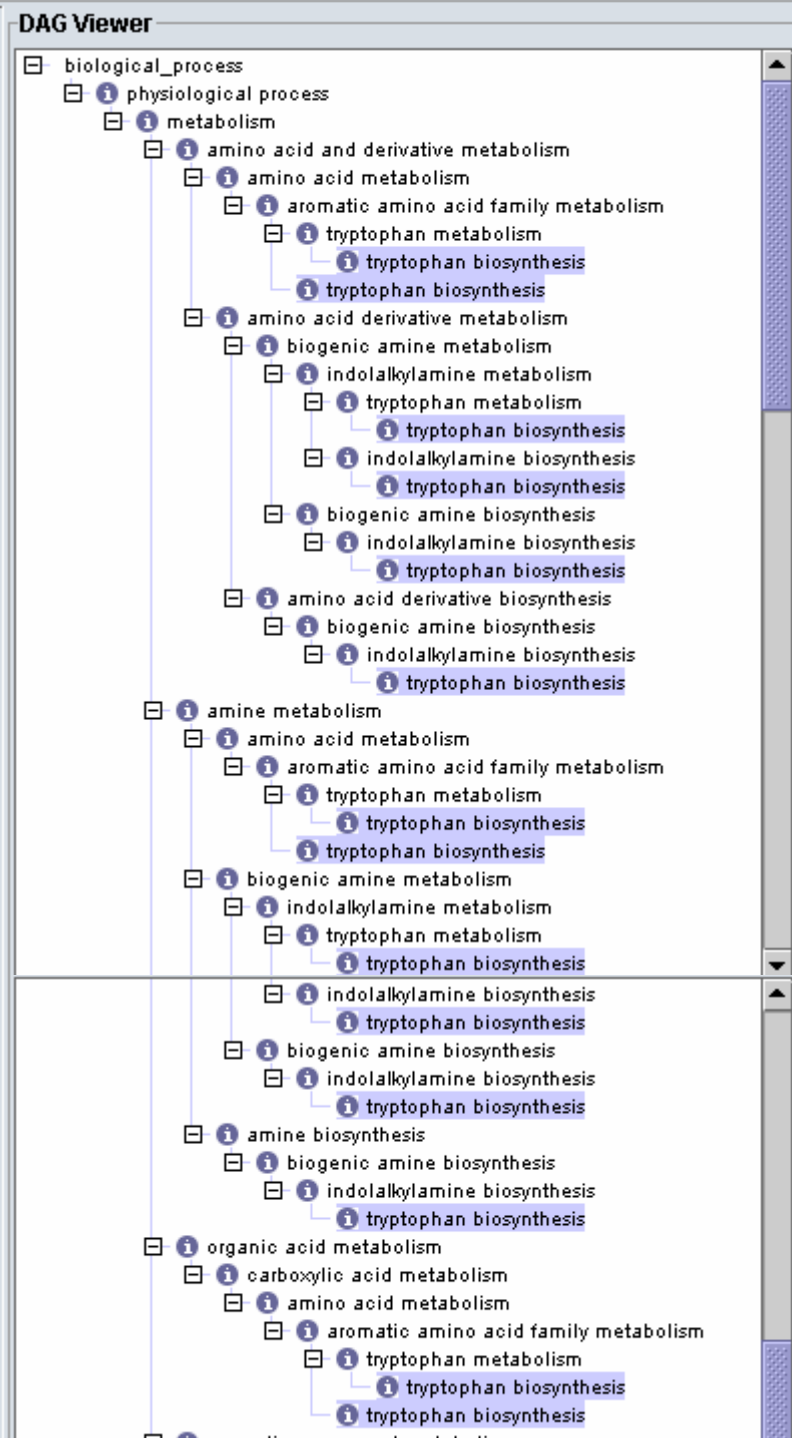 DAG Viewer
biological_process
physiological process
metabolism
amino acid and derivative metabolism
amino acid metabolism
aromatic amino acid family metabolism
tryptophan metabolism
tryptophan biosynthesis
tryptophan biosynthesis
amino acid derivative metabolism
biogenic amine metabolism
indolalkylamine metabolism
tryptophan metabolism
tryptophan biosynthesis
indolalkylamine biosynthesis
tryptophan biosynthesis
biogenic amine biosynthesis
indolalkylamine biosynthesis
tryptophan biosynthesis
amino acid derivative biosynthesis
biogenic amine biosynthesis
indolalkylamine biosynthesis
tryptophan biosynthesis
amine metabolism
amino acid metabolism
aromatic amino acid family metabolism
tryptophan metabolism
tryptophan biosynthesis
tryptophan biosynthesis
biogenic amine metabolism
indolalkylamine metabolism
tryptophan metabolism
tryptophan biosynthesis
indolalkylamine biosynthesis
tryptophan biosynthesis
biogenic amine biosynthesis
indolalkylamine biosynthesis
tryptophan biosynthesis
amine biosynthesis
biogenic amine biosynthesis
indolalkylamine biosynthesis
tryptophan biosynthesis
organic acid metabolism
carboxylic acid metabolism
amino acid metabolism
aromatic amino acid family metabolism
tryptophan metabolism
tryptophan biosynthesis
tryptophan biosynthesis